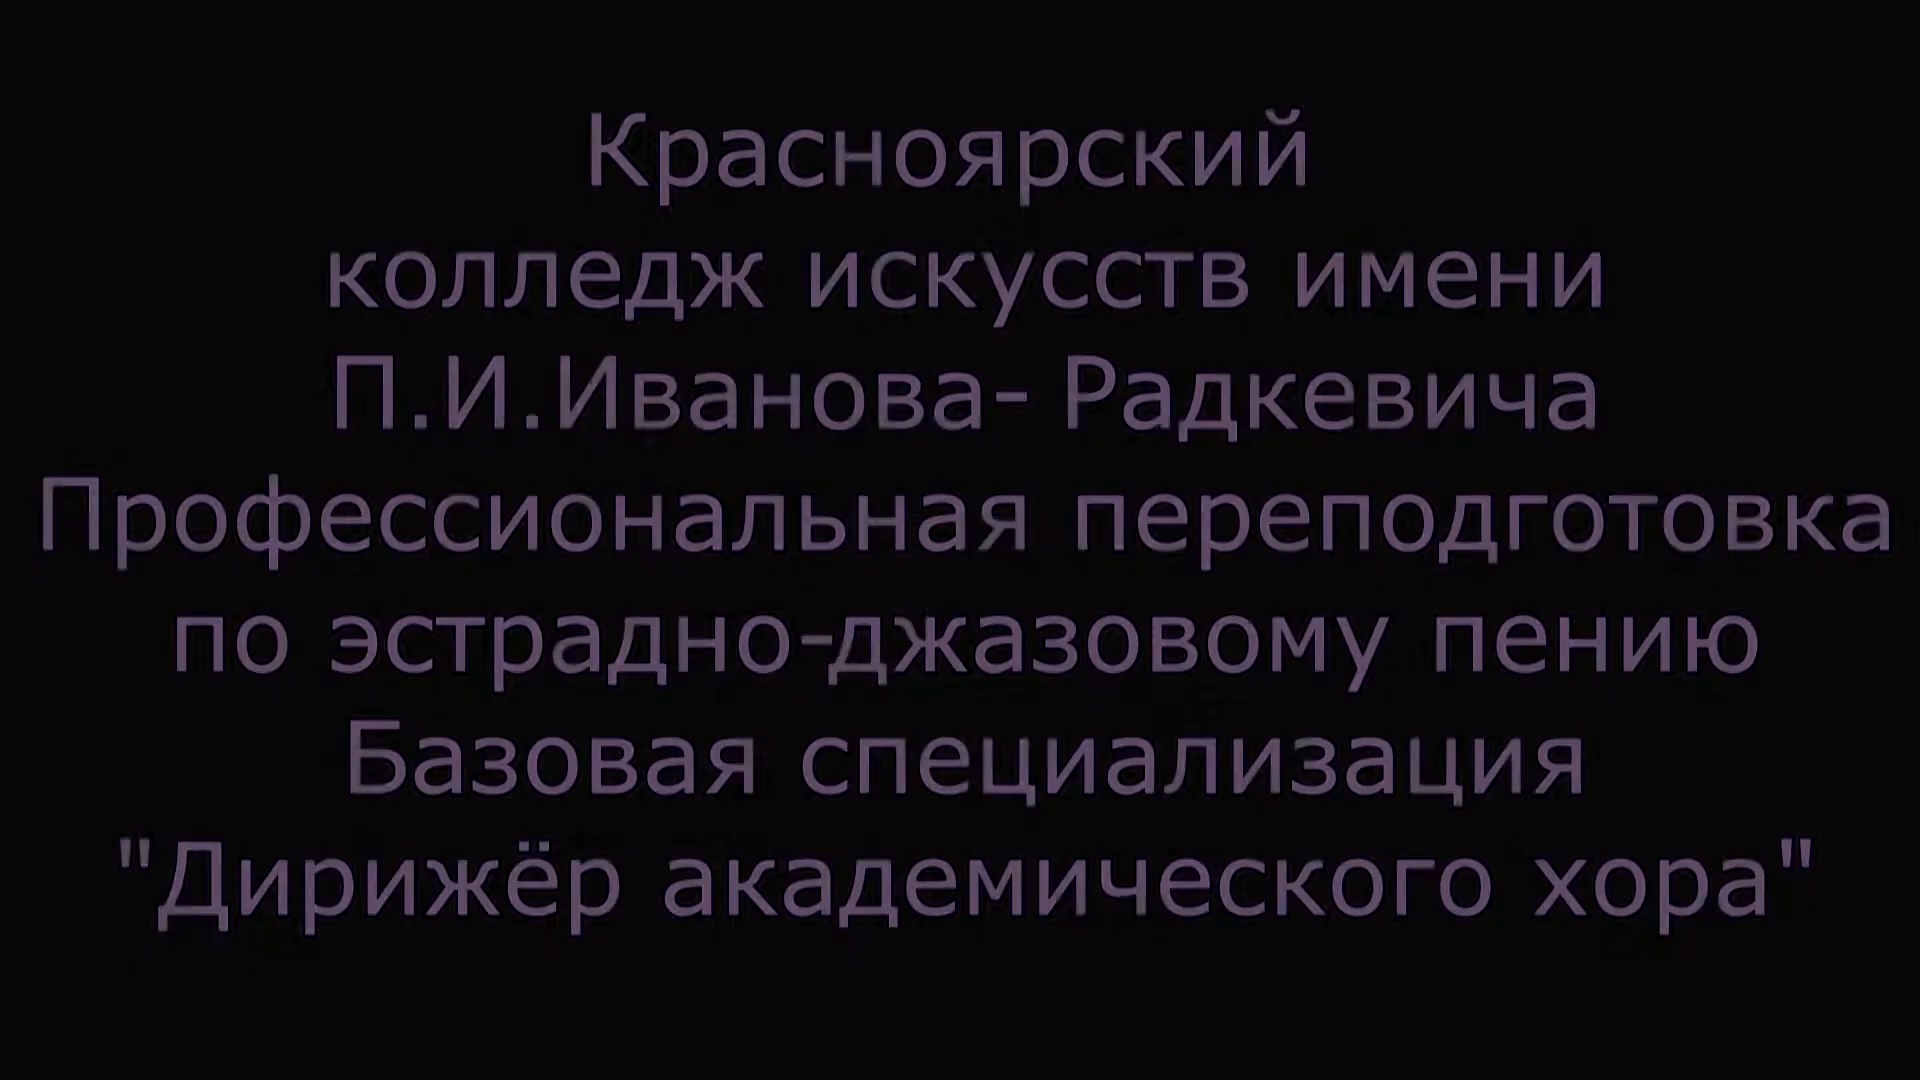 Красноярский
колледж искусств имени
П.И.Иванова- Радкевича
Профессиональная переподготовка
по эстрадно-джазовому пению
Базовая специализация
"Дирижёр академического хора"